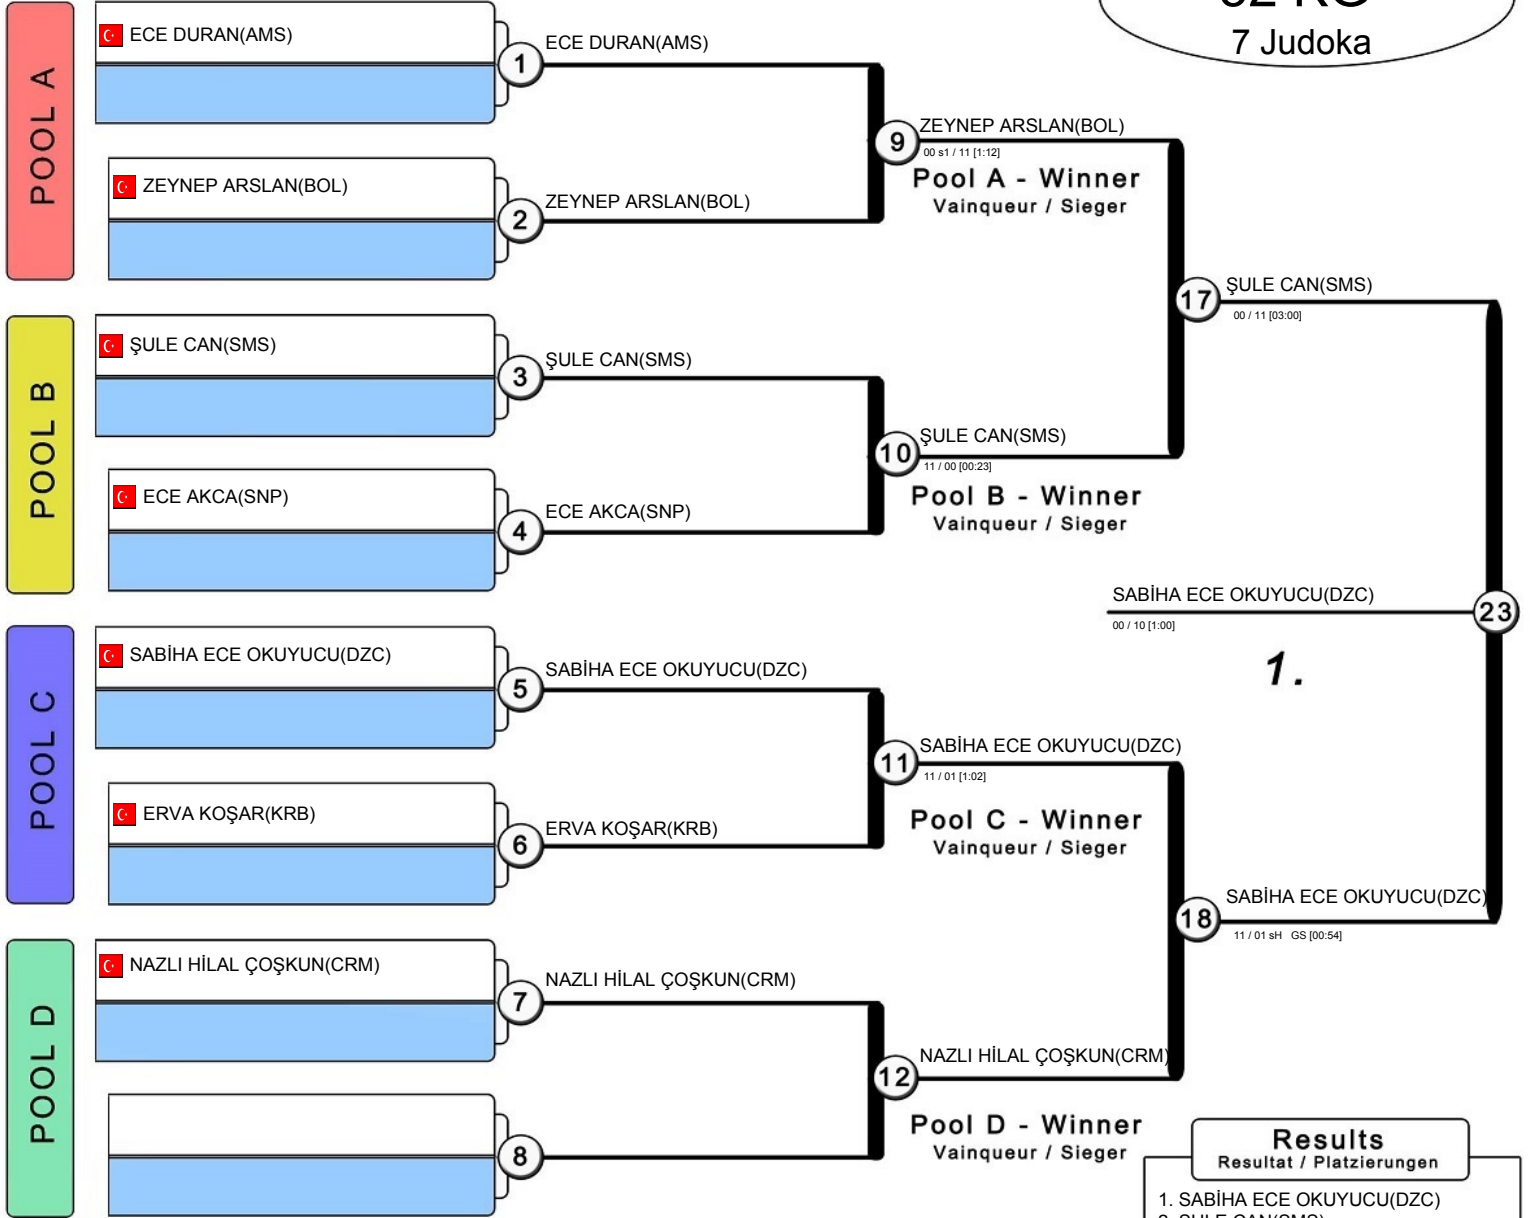 7 Judoka
POOL A
ECE DURAN(AMS)
1
ECE DURAN(AMS)
ZEYNEP ARSLAN(BOL)
2
ZEYNEP ARSLAN(BOL)
9
ZEYNEP ARSLAN(BOL)
00 s1 / 11 [1:12]
Pool A - Winner
Vainqueur / Sieger
POOL B
ŞULE CAN(SMS)
3
ŞULE CAN(SMS)
ECE AKCA(SNP)
4
ECE AKCA(SNP)
10
ŞULE CAN(SMS)
11 / 00 [00:23]
Pool B - Winner
Vainqueur / Sieger
17
ŞULE CAN(SMS)
00 / 11 [03:00]
POOL C
SABİHA ECE OKUYUCU(DZC)
5
SABİHA ECE OKUYUCU(DZC)
ERVA KOŞAR(KRB)
6
ERVA KOŞAR(KRB)
11
SABİHA ECE OKUYUCU(DZC)
11 / 01 [1:02]
Pool C - Winner
Vainqueur / Sieger
POOL D
NAZLI HİLAL ÇOŞKUN(CRM)
7
NAZLI HİLAL ÇOŞKUN(CRM)
8
12
NAZLI HİLAL ÇOŞKUN(CRM)
Pool D - Winner
Vainqueur / Sieger
18
SABİHA ECE OKUYUCU(DZC)
11 / 01 sH GS [00:54]
SABİHA ECE OKUYUCU(DZC)
23
00 / 10 [1:00]
1.
Results
Resultat / Platzierungen
1. SABİHA ECE OKUYUCU(DZC)